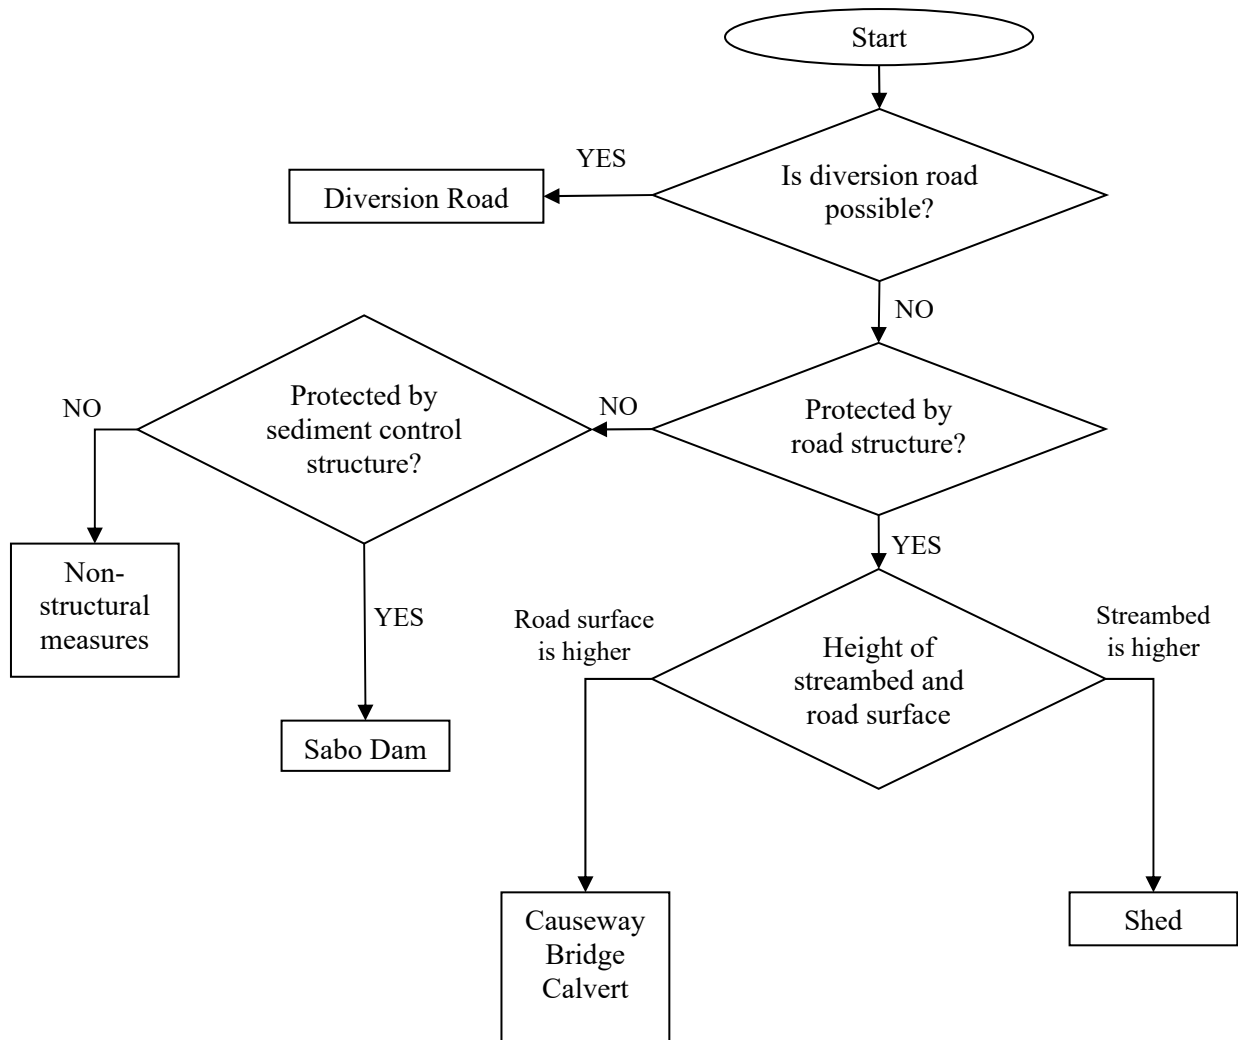 Start
YES
Diversion Road
Is diversion road
possible?
NO
Protected by
sediment control
structure?
NO
NO
Protected by
road structure?
YES
Non-
structural
measures
YES
Sabo Dam
Road surface
is higher
Height of
streambed and
road surface
Streambed
is higher
Causeway
Bridge
Calvert
Shed